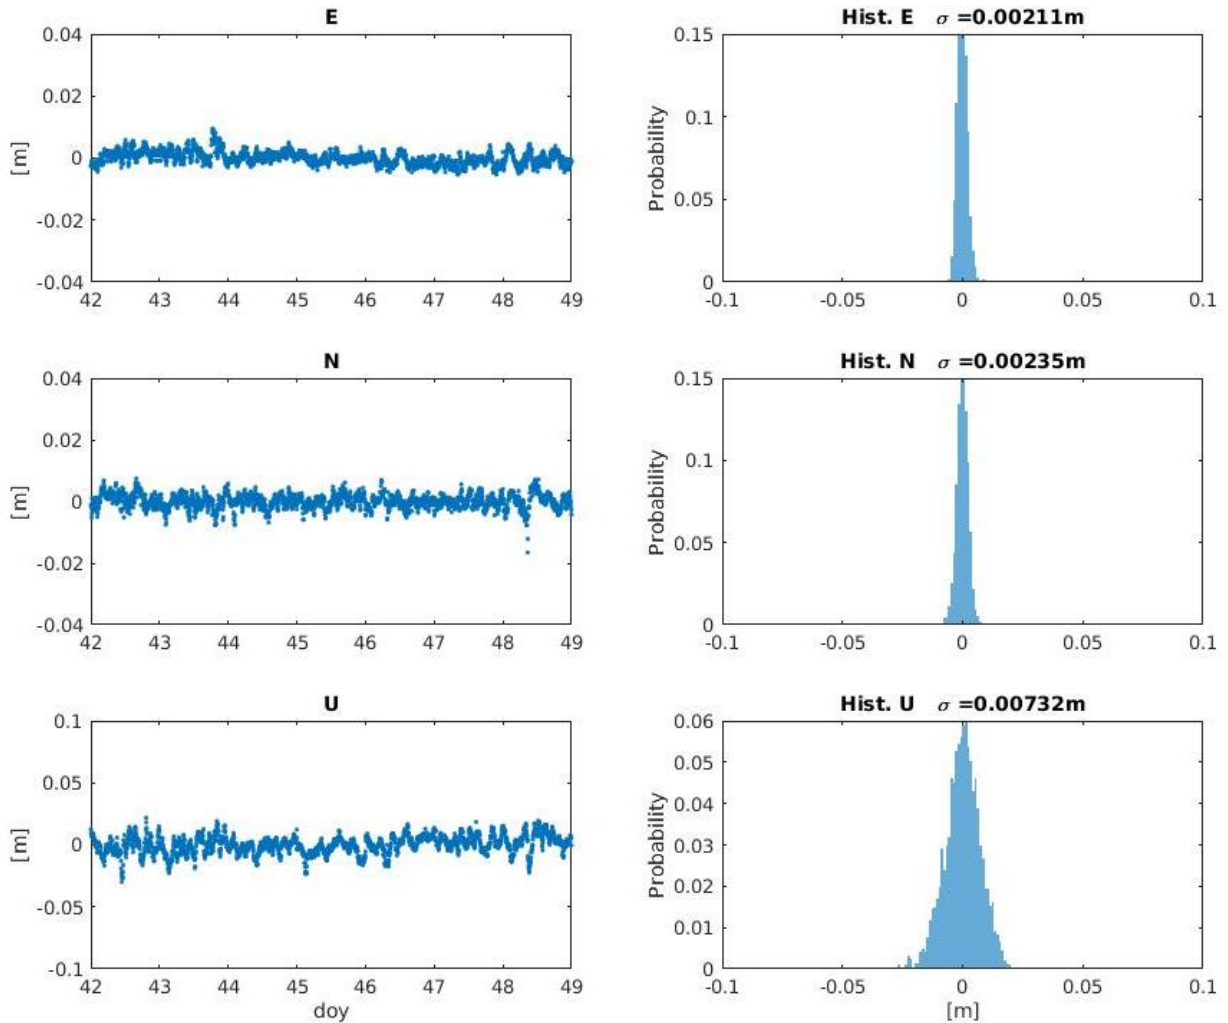 E
0.04
0.02
0
-0.02
-0.04
[m]
42 43 44 45 46 47 48 49
Hist. E σ =0.00211m
0.15
0.1
0.05
0
Probability
-0.1 -0.05 0 0.05 0.1
N
0.04
0.02
0
-0.02
-0.04
[m]
42 43 44 45 46 47 48 49
Hist. N σ =0.00235m
0.15
0.1
0.05
0
Probability
-0.1 -0.05 0 0.05 0.1
U
0.1
0.05
0
-0.05
-0.1
[m]
42 43 44 45 46 47 48 49
doy
Hist. U σ =0.00732m
0.06
0.05
0.04
0.03
0.02
0.01
0
Probability
-0.1 -0.05 0 0.05 0.1
[m]